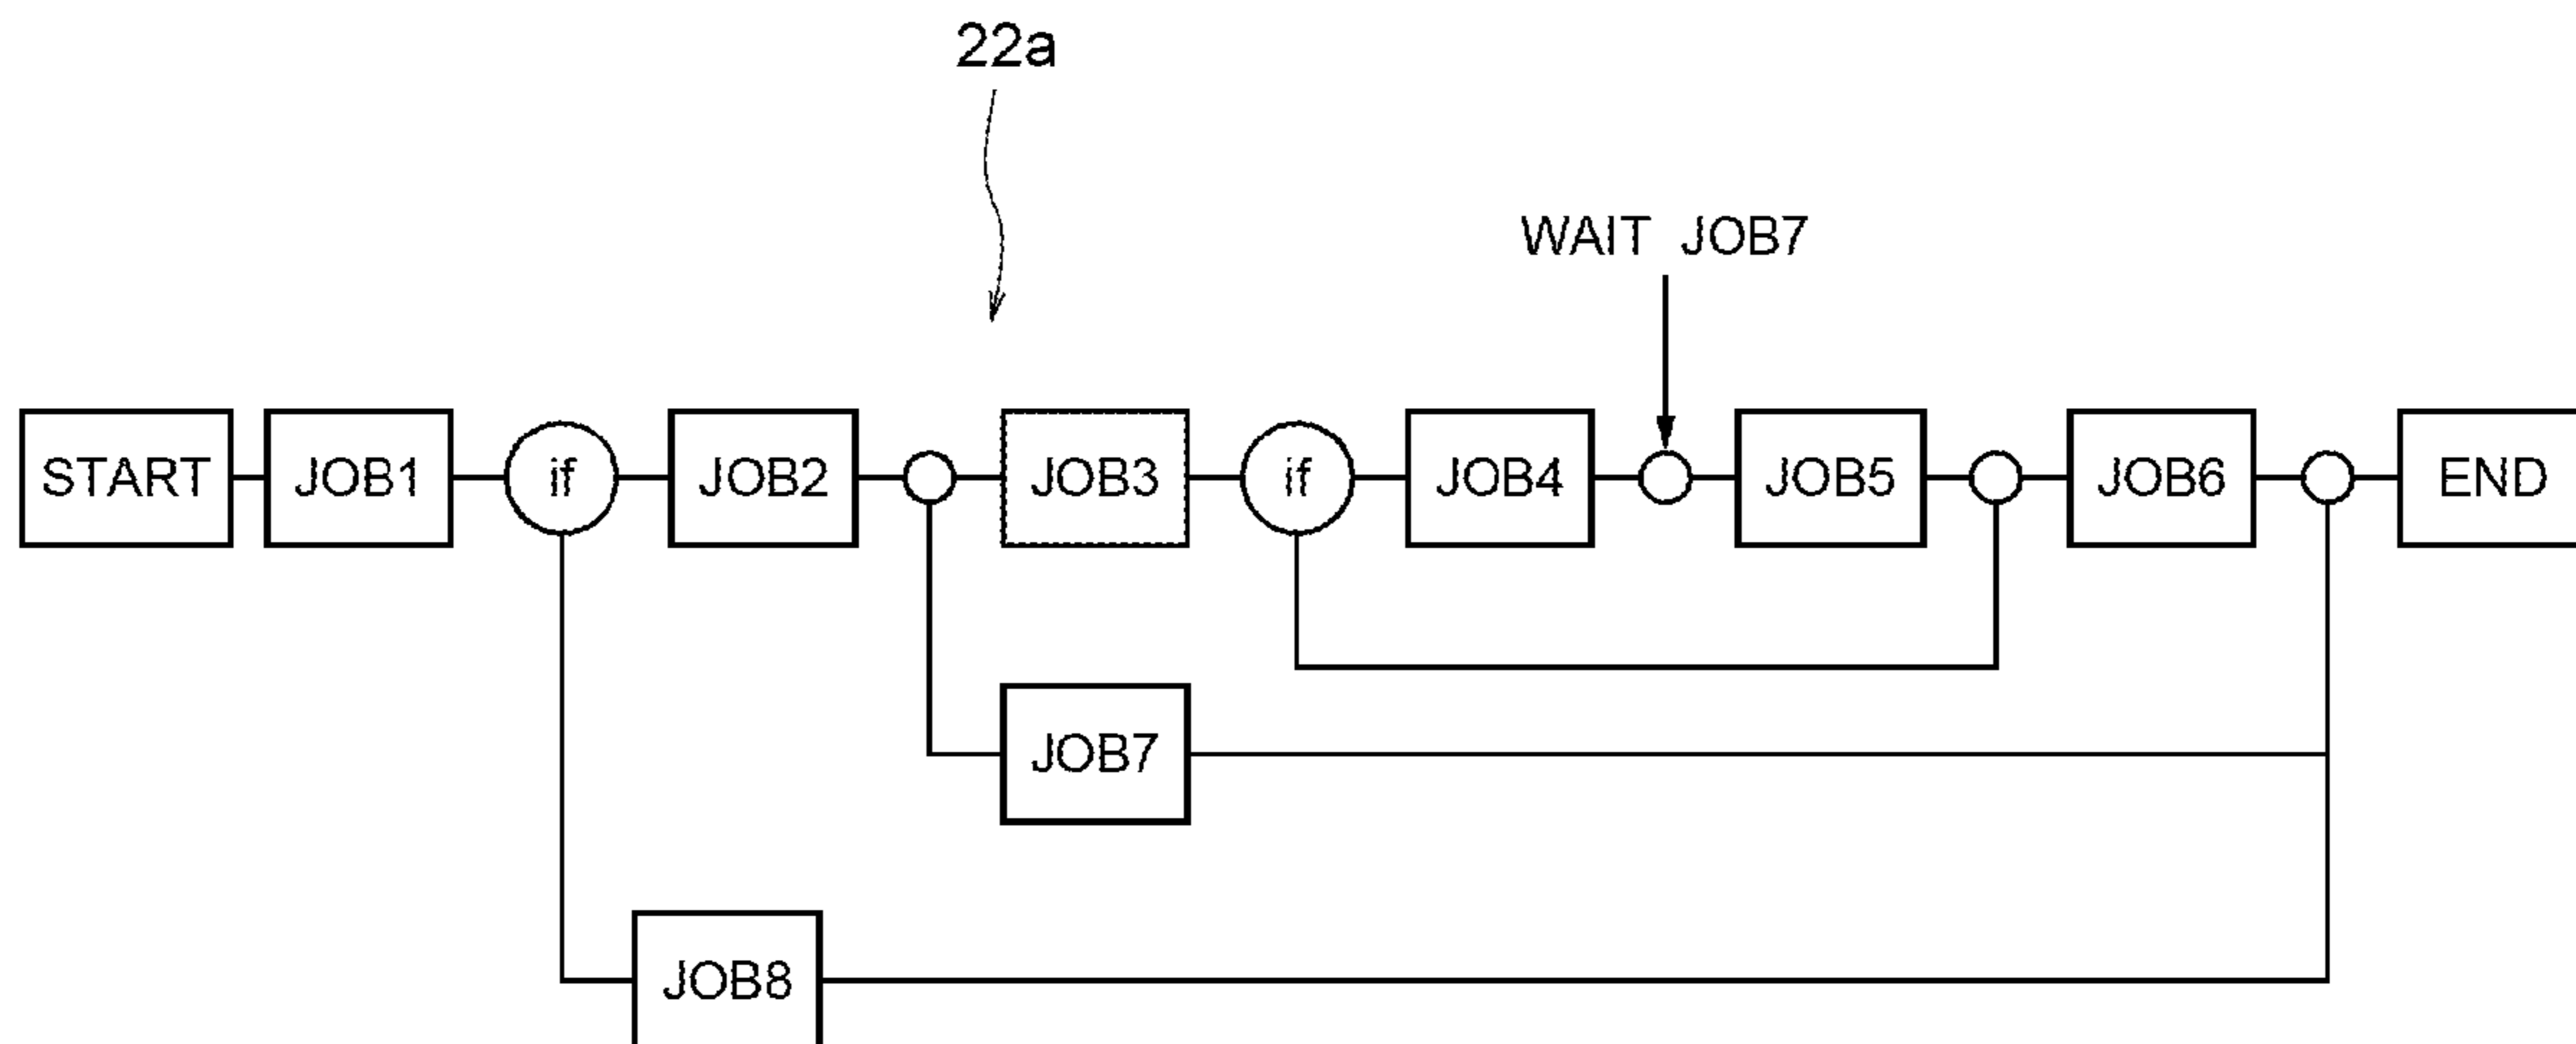 22a
WAIT JOB7
START JOB1 if JOB2 JOB3 if JOB4 JOB5 JOB6 END
JOB7
JOB8